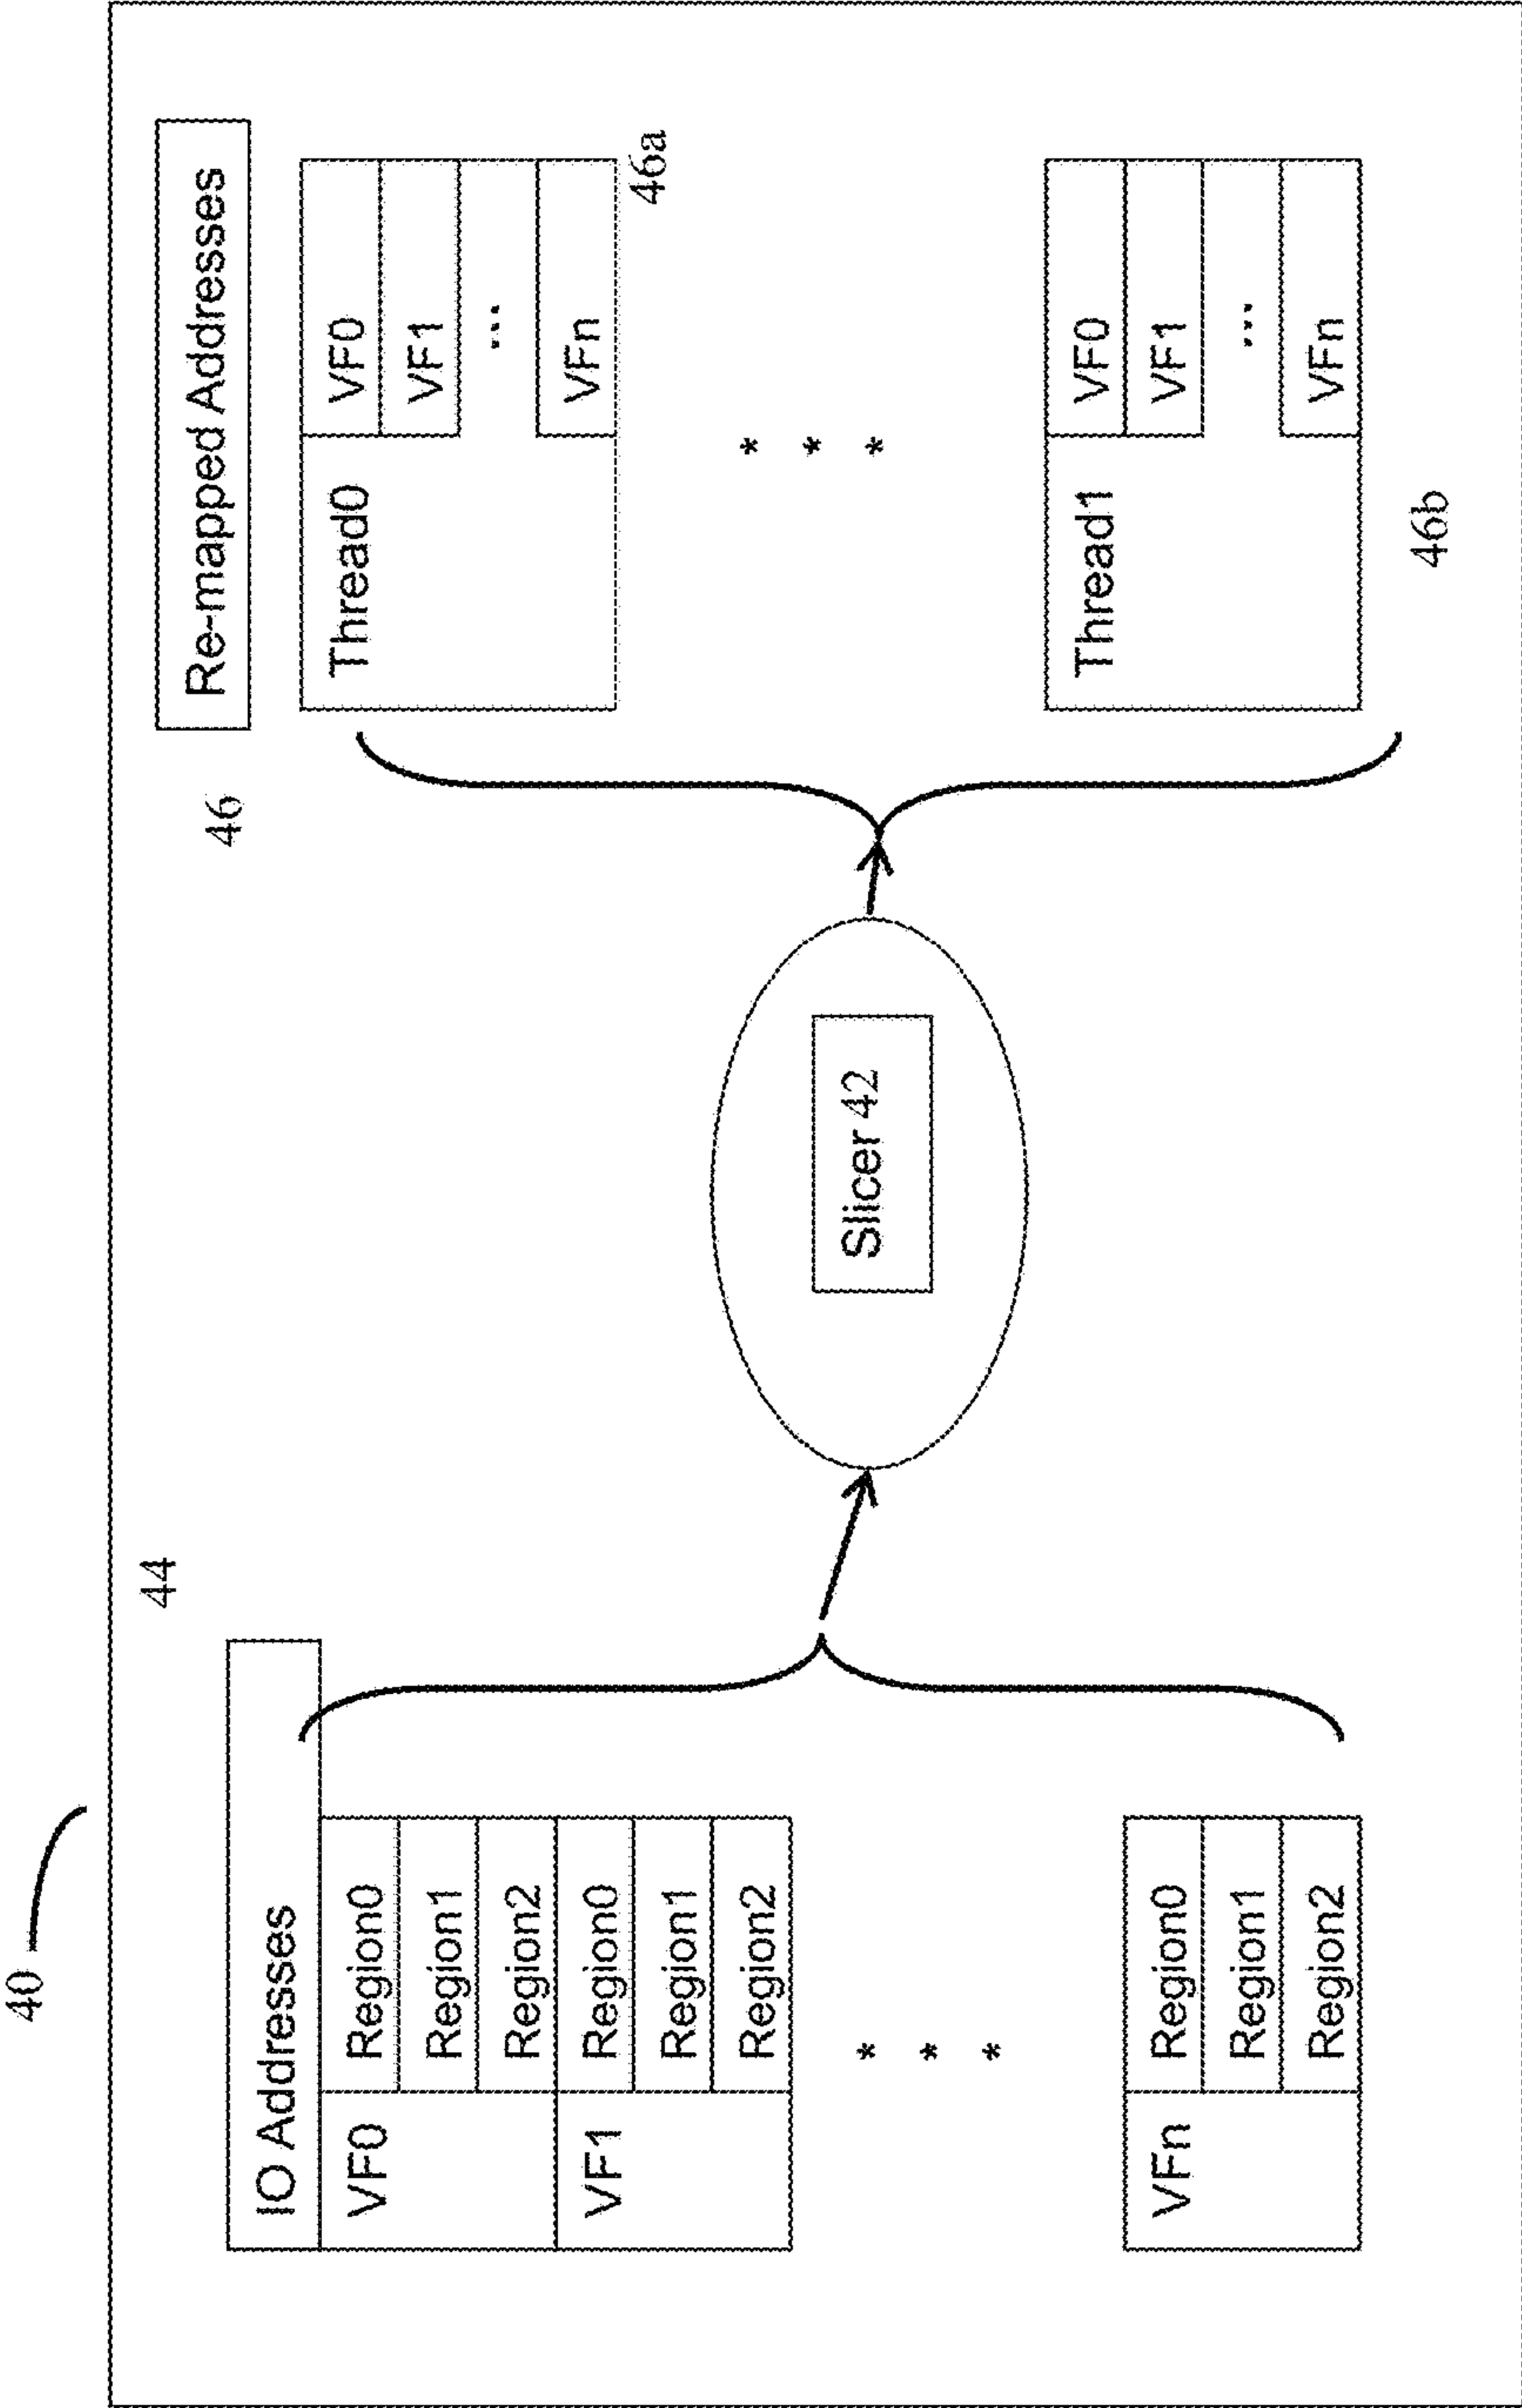 40
44
IO Addresses
VF0
Region0
Region1
Region2
VF1
Region0
Region1
Region2
* * *
VFn
Region0
Region1
Region2
Slicer 42
46
Re-mapped Addresses
Thread0
VF0
VF1
...
VFn
46a
* * *
Thread1
VF0
VF1
...
VFn
46b